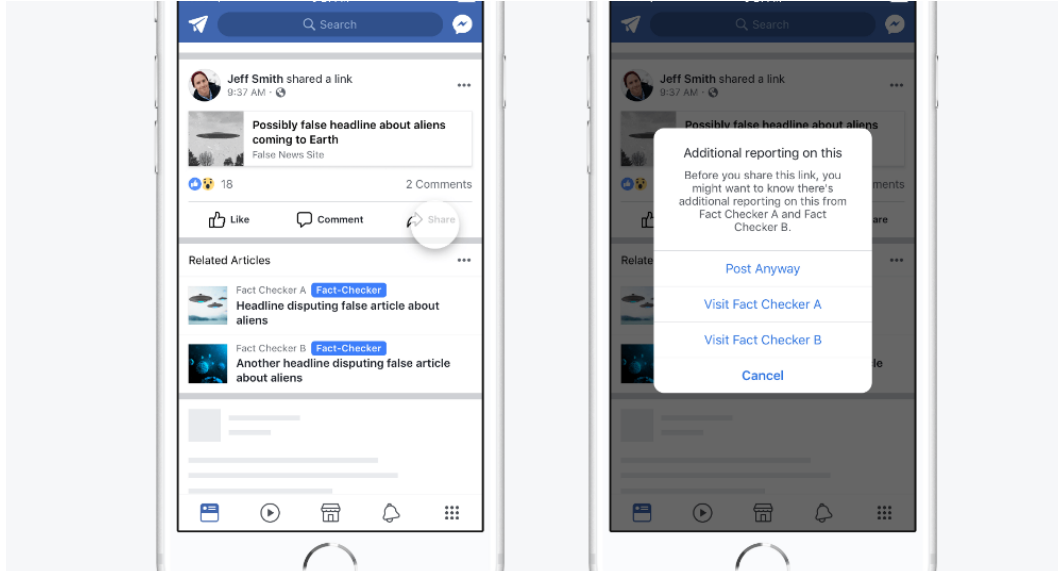 Search
Jeff Smith shared a link
9:37 AM ·
Possibly false headline about aliens
coming to Earth
False News Site
18
2 Comments
Like
Comment
Share
Related Articles
Fact Checker A Fact-Checker
Headline disputing false article about
aliens
Fact Checker B Fact-Checker
Another headline disputing false article
about aliens
Search
Jeff Smith shared a link
9:37 AM ·
Possibly false headline about aliens
ments
are
Relate
le
Additional reporting on this
Before you share this link, you
might want to know there's
additional reporting on this from
Fact Checker A and Fact
Checker B.
Post Anyway
Visit Fact Checker A
Visit Fact Checker B
Cancel